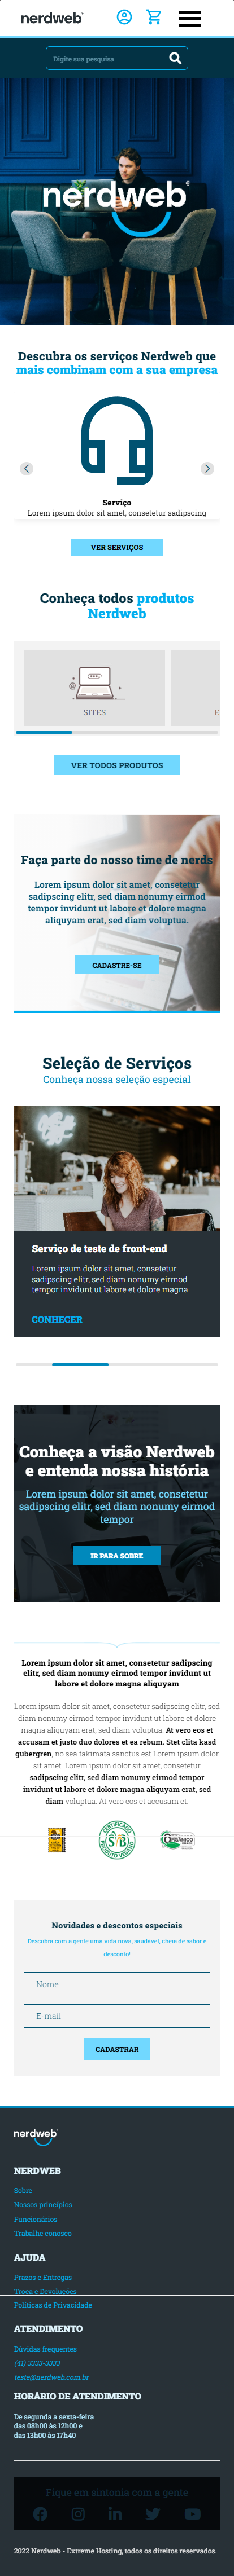 nerdweb
Digite sua pesquisa
nerdweb
Descubra os serviços Nerdweb que
mais combinam com a sua empresa
Serviço
Lorem ipsum dolor sit amet, consetetur sadipscing
VER SERVIÇOS
Conheça todos produtos
Nerdweb
SITES
E
VER TODOS PRODUTOS
Faça parte do nosso time de nerds
Lorem ipsum dolor sit amet, consetetur
sadipscing elitr, sed diam nonumy eirmod
tempor invidunt ut labore et dolore magna
aliquyam erat, sed diam voluptua.
CADASTRE-SE
Seleção de Serviços
Conheça nossa seleção especial
Serviço de teste de front-end
Lorem ipsum dolor sit amet, consetetur
sadipscing elitr, sed diam nonumy eirmod
tempor invidunt ut labore et dolore magna
CONHECER
Conheça a visão Nerdweb
e entenda nossa história
Lorem ipsum dolor sit amet, consetetur
sadipscing elitr, sed diam nonumy eirmod
tempor
IR PARA SOBRE
Lorem ipsum dolor sit amet, consetetur sadipscing
elitr, sed diam nonumy eirmod tempor invidunt ut
labore et dolore magna aliquyam
Lorem ipsum dolor sit amet, consetetur sadipscing elitr, sed
diam nonumy eirmod tempor invidunt ut labore et dolore
magna aliquyam erat, sed diam voluptua. At vero eos et
accusam et justo duo dolores et ea rebum. Stet clita kasd
gubergren, no sea takimata sanctus est Lorem ipsum dolor
sit amet. Lorem ipsum dolor sit amet, consetetur
sadipscing elitr, sed diam nonumy eirmod tempor
invidunt ut labore et dolore magna aliquyam erat, sed
diam voluptua. At vero eos et accusam et
CERTIFICADO
SVB
ORGÂNICO
Novidades e descontos especiais
Descubra com a gente uma vida nova, saudável, cheia de sabor e
desconto!
Nome
E-mail
CADASTRAR
nerdweb
NERDWEB
Sobre
Nossos princípios
Funcionários
Trabalhe conosco
AJUDA
Prazos e Entregas
Troca e Devoluções
Políticas de Privacidade
ATENDIMENTO
Dúvidas frequentes
(41) 3333-3333
teste@nerdweb.com.br
HORÁRIO DE ATENDIMENTO
De segunda a sexta-feira
das 08h00 às 12h00 e
das 13h00 às 17h40
Fique em sintonia com a gente
2022 Nerdweb - Extreme Hosting, todos os direitos reservados.